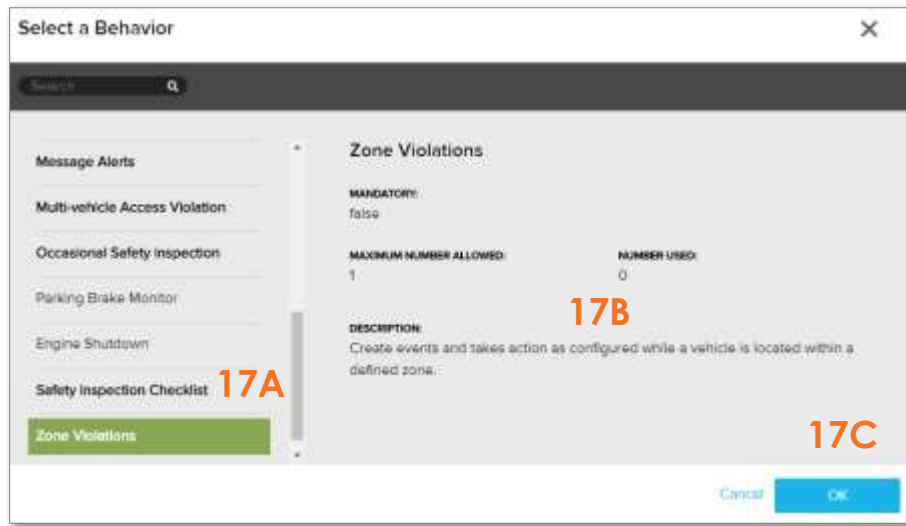 Select a Behavior
Search
Message Alerts
Multi-vehicle Access Violation
Occasional Safety Inspection
Parking Brake Monitor
Engine Shutdown
Safety Inspection Checklist
17A
Zone Violations
Zone Violations
MANDATORY:
false
MAXIMUM NUMBER ALLOWED:
NUMBER USED:
1
0
17B
DESCRIPTION:
Create events and takes action as configured while a vehicle is located within a
defined zone.
17C
Cancel
OK